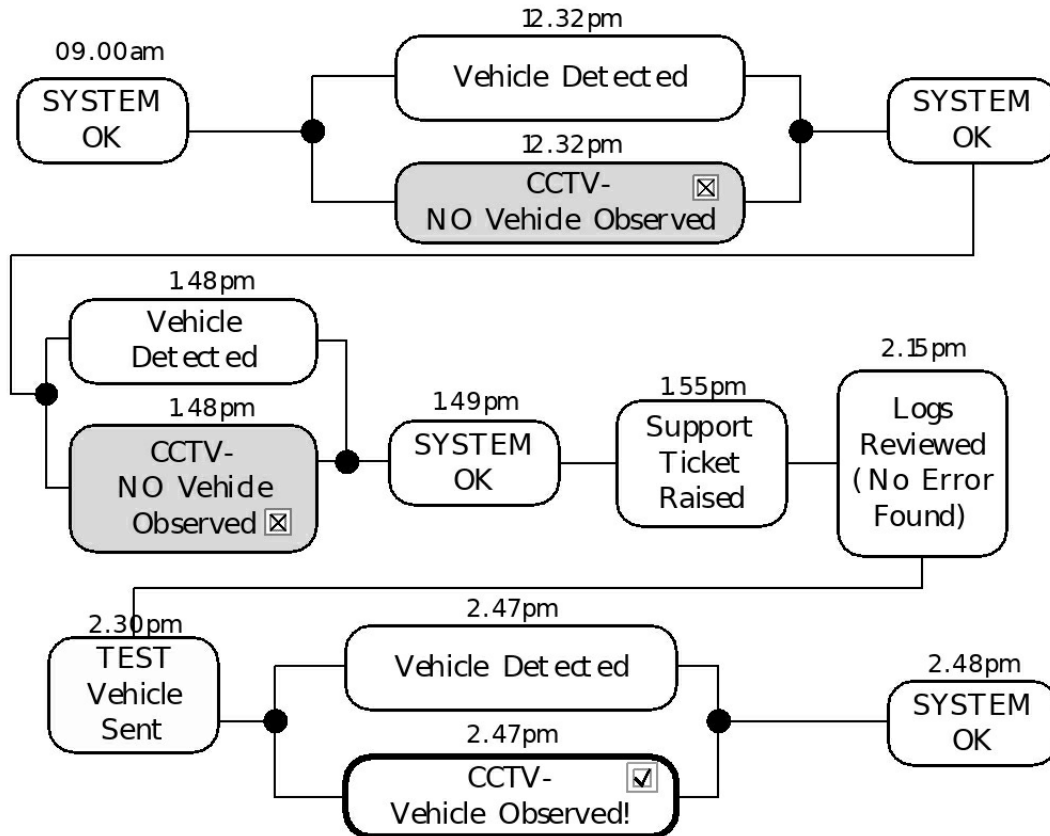 09.00am
SYSTEM
OK
12.32pm
Vehicle Detected
12.32pm
CCTV-
NO Vehicle Observed
SYSTEM
OK
1.48pm
Vehicle
Detected
1.48pm
CCTV-
NO Vehicle
Observed
1.49pm
SYSTEM
OK
1.55pm
Support
Ticket
Raised
2.15pm
Logs
Reviewed
(No Error
Found)
2.30pm
TEST
Vehicle
Sent
2.47pm
Vehicle Detected
2.47pm
CCTV-
Vehicle Observed!
2.48pm
SYSTEM
OK